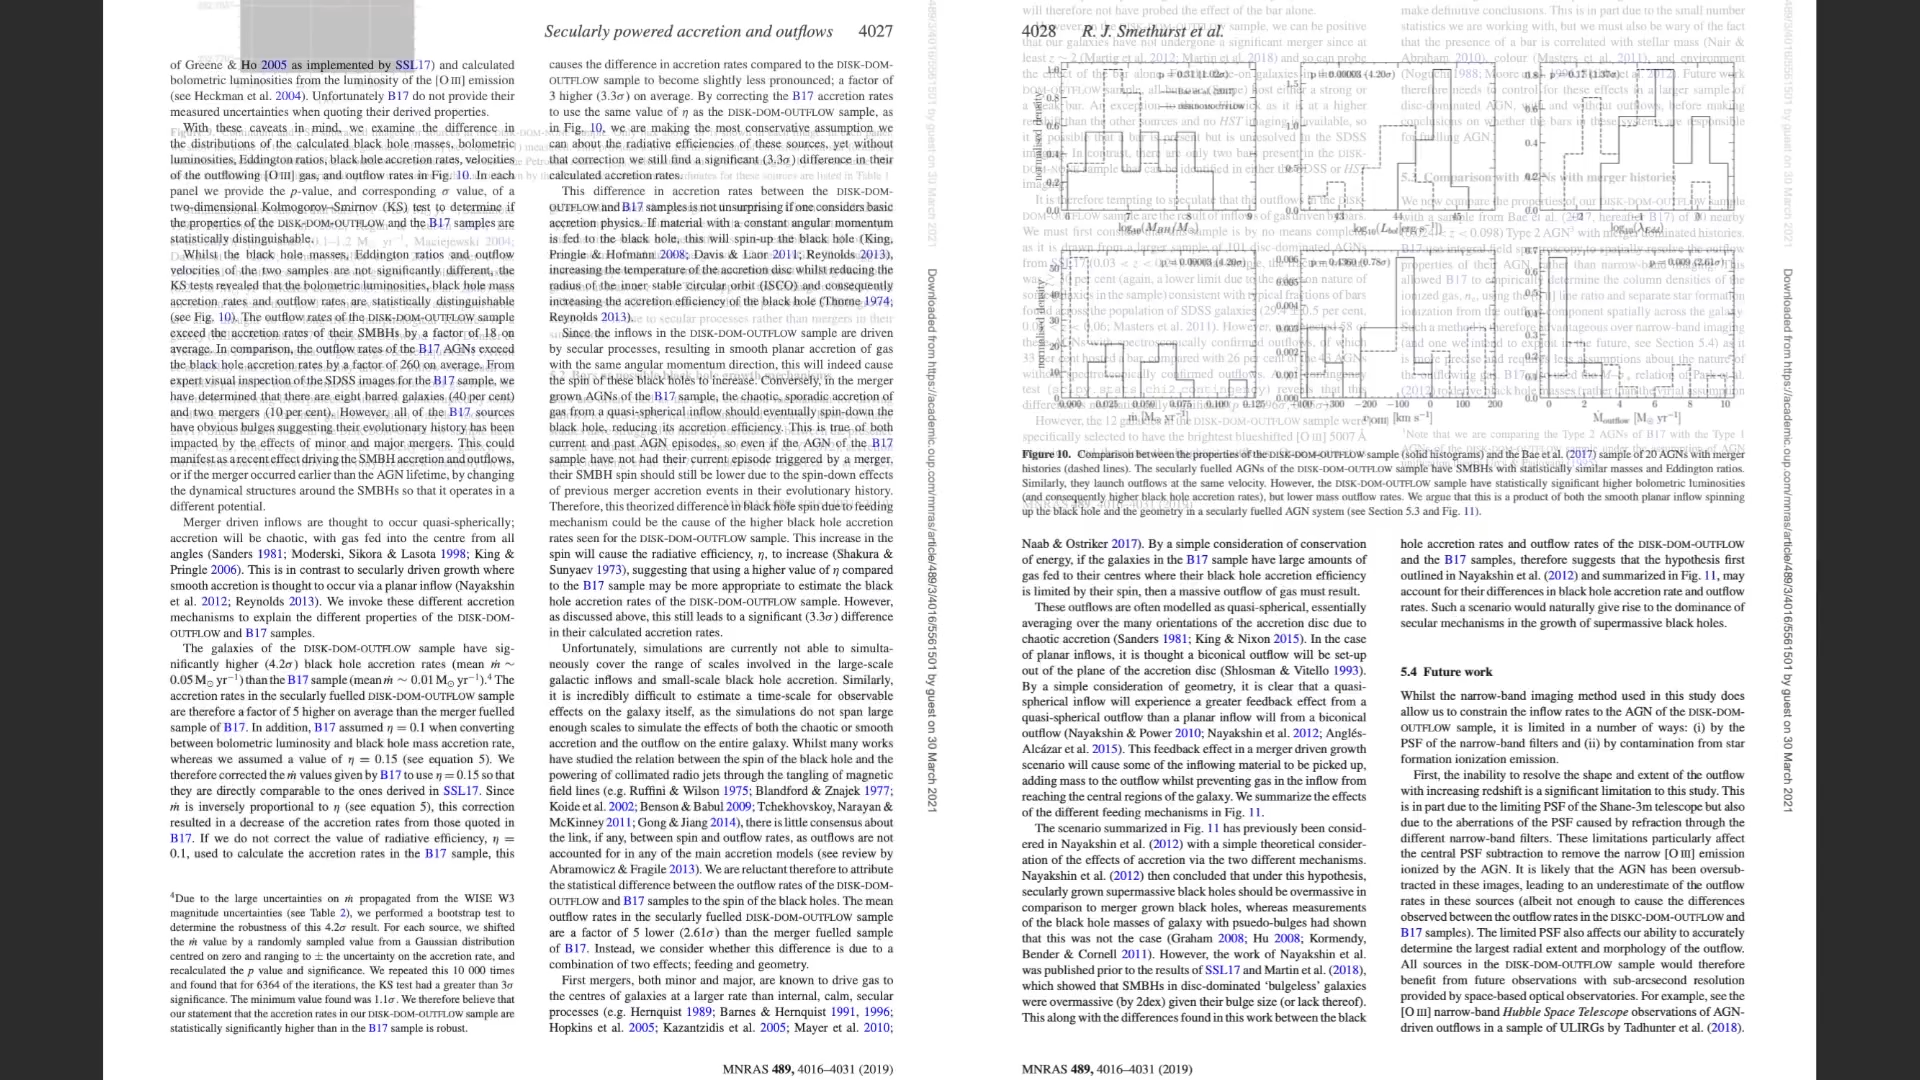 Secularly powered accretion and outflows 4027
of Greene & Ho 2005 as implemented by SSL17) and calculated
bolometric luminosities from the luminosity of the [O III] emission
(see Heckman et al. 2004). Unfortunately B17 do not provide their
measured uncertainties when quoting their derived properties.
With these caveats in mind, we examine the difference in
the distributions of the calculated black hole masses, bolometric
luminosities, Eddington ratios, black hole accretion rates, velocities
of the outflowing [O III] gas, and outflow rates in Fig. 10. In each
panel we provide the p-value, and corresponding σ value, of a
two-dimensional Kolmogorov–Smirnov (KS) test to determine if
the properties of the DISK-DOM-OUTFLOW and the B17 samples are
statistically distinguishable.
Whilst the black hole masses, Eddington ratios and outflow
velocities of the two samples are not significantly different, the
KS tests revealed that the bolometric luminosities, black hole mass
accretion rates and outflow rates are statistically distinguishable
(see Fig. 10). The outflow rates of the DISK-DOM-OUTFLOW sample
exceed the accretion rates of their SMBHs by a factor of 18 on
average. In comparison, the outflow rates of the B17 AGNs exceed
the black hole accretion rates by a factor of 260 on average. From
expert visual inspection of the SDSS images for the B17 sample, we
have determined that there are eight barred galaxies (40 per cent)
and two mergers (10 per cent). However, all of the B17 sources
have obvious bulges suggesting their evolutionary history has been
impacted by the effects of minor and major mergers. This could
manifest as a recent effect driving the SMBH accretion and outflows,
or if the merger occurred earlier than the AGN lifetime, by changing
the dynamical structures around the SMBHs so that it operates in a
different potential.
Merger driven inflows are thought to occur quasi-spherically;
accretion will be chaotic, with gas fed into the centre from all
angles (Sanders 1981; Moderski, Sikora & Lasota 1998; King &
Pringle 2006). This is in contrast to secularly driven growth where
smooth accretion is thought to occur via a planar inflow (Nayakshin
et al. 2012; Reynolds 2013). We invoke these different accretion
mechanisms to explain the different properties of the DISK-DOM-
OUTFLOW and B17 samples.
The galaxies of the DISK-DOM-OUTFLOW sample have sig-
nificantly higher (4.2σ) black hole accretion rates (mean ṁ ∼
0.05 M⊙ yr⁻¹) than the B17 sample (mean ṁ ∼ 0.01 M⊙ yr⁻¹).⁴ The
accretion rates in the secularly fuelled DISK-DOM-OUTFLOW sample
are therefore a factor of 5 higher on average than the merger fuelled
sample of B17. In addition, B17 assumed η = 0.1 when converting
between bolometric luminosity and black hole mass accretion rate,
whereas we assumed a value of η = 0.15 (see equation 5). We
therefore corrected the ṁ values given by B17 to use η = 0.15 so that
they are directly comparable to the ones derived in SSL17. Since
ṁ is inversely proportional to η (see equation 5), this correction
resulted in a decrease of the accretion rates from those quoted in
B17. If we do not correct the value of radiative efficiency, η =
0.1, used to calculate the accretion rates in the B17 sample, this
⁴Due to the large uncertainties on ṁ propagated from the WISE W3
magnitude uncertainties (see Table 2), we performed a bootstrap test to
determine the robustness of this 4.2σ result. For each source, we shifted
the ṁ value by a randomly sampled value from a Gaussian distribution
centred on zero and ranging to ± the uncertainty on the accretion rate, and
recalculated the p value and significance. We repeated this 10 000 times
and found that for 6364 of the iterations, the KS test had a greater than 3σ
significance. The minimum value found was 1.1σ. We therefore believe that
our statement that the accretion rates in our DISK-DOM-OUTFLOW sample are
statistically significantly higher than in the B17 sample is robust.
causes the difference in accretion rates compared to the DISK-DOM-
OUTFLOW sample to become slightly less pronounced; a factor of
3 higher (3.3σ) on average. By correcting the B17 accretion rates
to use the same value of η as the DISK-DOM-OUTFLOW sample, as
in Fig. 10, we are making the most conservative assumption we
can about the radiative efficiencies of these sources, yet without
that correction we still find a significant (3.3σ) difference in their
calculated accretion rates.
This difference in accretion rates between the DISK-DOM-
OUTFLOW and B17 samples is not unsurprising if one considers basic
accretion physics. If material with a constant angular momentum
is fed to the black hole, this will spin-up the black hole (King,
Pringle & Hofmann 2008; Davis & Laor 2011; Reynolds 2013),
increasing the temperature of the accretion disc whilst reducing the
radius of the inner stable circular orbit (ISCO) and consequently
increasing the accretion efficiency of the black hole (Thorne 1974;
Reynolds 2013).
Since the inflows in the DISK-DOM-OUTFLOW sample are driven
by secular processes, resulting in smooth planar accretion of gas
with the same angular momentum direction, this will indeed cause
the spin of these black holes to increase. Conversely, in the merger
grown AGNs of the B17 sample, the chaotic, sporadic accretion of
gas from a quasi-spherical inflow should eventually spin-down the
black hole, reducing its accretion efficiency. This is true of both
current and past AGN episodes, so even if the AGN of the B17
sample have not had their current episode triggered by a merger,
their SMBH spin should still be lower due to the spin-down effects
of previous merger accretion events in their evolutionary history.
Therefore, this theorized difference in black hole spin due to feeding
mechanism could be the cause of the higher black hole accretion
rates seen for the DISK-DOM-OUTFLOW sample. This increase in the
spin will cause the radiative efficiency, η, to increase (Shakura &
Sunyaev 1973), suggesting that using a higher value of η compared
to the B17 sample may be more appropriate to estimate the black
hole accretion rates of the DISK-DOM-OUTFLOW sample. However,
as discussed above, this still leads to a significant (3.3σ) difference
in their calculated accretion rates.
Unfortunately, simulations are currently not able to simulta-
neously cover the range of scales involved in the large-scale
galactic inflows and small-scale black hole accretion. Similarly,
it is incredibly difficult to estimate a time-scale for observable
effects on the galaxy itself, as the simulations do not span large
enough scales to simulate the effects of both the chaotic or smooth
accretion and the outflow on the entire galaxy. Whilst many works
have studied the relation between the spin of the black hole and the
powering of collimated radio jets through the tangling of magnetic
field lines (e.g. Ruffini & Wilson 1975; Blandford & Znajek 1977;
Koide et al. 2002; Benson & Babul 2009; Tchekhovskoy, Narayan &
McKinney 2011; Gong & Jiang 2014), there is little consensus about
the link, if any, between spin and outflow rates, as outflows are not
accounted for in any of the main accretion models (see review by
Abramowicz & Fragile 2013). We are reluctant therefore to attribute
the statistical difference between the outflow rates of the DISK-DOM-
OUTFLOW and B17 samples to the spin of the black holes. The mean
outflow rates in the secularly fuelled DISK-DOM-OUTFLOW sample
are a factor of 5 lower (2.61σ) than the merger fuelled sample
of B17. Instead, we consider whether this difference is due to a
combination of two effects; feeding and geometry.
First mergers, both minor and major, are known to drive gas to
the centres of galaxies at a larger rate than internal, calm, secular
processes (e.g. Hernquist 1989; Barnes & Hernquist 1991, 1996;
Hopkins et al. 2005; Kazantzidis et al. 2005; Mayer et al. 2010;
MNRAS 489, 4016–4031 (2019)
Downloaded from https://academic.oup.com/mnras/article/489/3/4016/5561501 by guest on 30 March 2021
4028 R. J. Smethurst et al.
Figure 10. Comparison between the properties of the DISK-DOM-OUTFLOW sample (solid histograms) and the Bae et al. (2017) sample of 20 AGNs with merger
histories (dashed lines). The secularly fuelled AGNs of the DISK-DOM-OUTFLOW sample have SMBHs with statistically similar masses and Eddington ratios.
Similarly, they launch outflows at the same velocity. However, the DISK-DOM-OUTFLOW sample have statistically significant higher bolometric luminosities
(and consequently higher black hole accretion rates), but lower mass outflow rates. We argue that this is a product of both the smooth planar inflow spinning
up the black hole and the geometry in a secularly fuelled AGN system (see Section 5.3 and Fig. 11).
Naab & Ostriker 2017). By a simple consideration of conservation
of energy, if the galaxies in the B17 sample have large amounts of
gas fed to their centres where their black hole accretion efficiency
is limited by their spin, then a massive outflow of gas must result.
These outflows are often modelled as quasi-spherical, essentially
averaging over the many orientations of the accretion disc due to
chaotic accretion (Sanders 1981; King & Nixon 2015). In the case
of planar inflows, it is thought a biconical outflow will be set-up
out of the plane of the accretion disc (Shlosman & Vitello 1993).
By a simple consideration of geometry, it is clear that a quasi-
spherical inflow will experience a greater feedback effect from a
quasi-spherical outflow than a planar inflow will from a biconical
outflow (Nayakshin & Power 2010; Nayakshin et al. 2012; Anglés-
Alcázar et al. 2015). This feedback effect in a merger driven growth
scenario will cause some of the inflowing material to be picked up,
adding mass to the outflow whilst preventing gas in the inflow from
reaching the central regions of the galaxy. We summarize the effects
of the different feeding mechanisms in Fig. 11.
The scenario summarized in Fig. 11 has previously been consid-
ered in Nayakshin et al. (2012) with a simple theoretical consider-
ation of the effects of accretion via the two different mechanisms.
Nayakshin et al. (2012) then concluded that under this hypothesis,
secularly grown supermassive black holes should be overmassive in
comparison to merger grown black holes, whereas measurements
of the black hole masses of galaxy with psuedo-bulges had shown
that this was not the case (Graham 2008; Hu 2008; Kormendy,
Bender & Cornell 2011). However, the work of Nayakshin et al.
was published prior to the results of SSL17 and Martin et al. (2018),
which showed that SMBHs in disc-dominated ‘bulgeless’ galaxies
were overmassive (by 2dex) given their bulge size (or lack thereof).
This along with the differences found in this work between the black
hole accretion rates and outflow rates of the DISK-DOM-OUTFLOW
and the B17 samples, therefore suggests that the hypothesis first
outlined in Nayakshin et al. (2012) and summarized in Fig. 11, may
account for their differences in black hole accretion rate and outflow
rates. Such a scenario would naturally give rise to the dominance of
secular mechanisms in the growth of supermassive black holes.
5.4 Future work
Whilst the narrow-band imaging method used in this study does
allow us to constrain the inflow rates to the AGN of the DISK-DOM-
OUTFLOW sample, it is limited in a number of ways: (i) by the
PSF of the narrow-band filters and (ii) by contamination from star
formation ionization emission.
First, the inability to resolve the shape and extent of the outflow
with increasing redshift is a significant limitation to this study. This
is in part due to the limiting PSF of the Shane-3m telescope but also
due to the aberrations of the PSF caused by refraction through the
different narrow-band filters. These limitations particularly affect
the central PSF subtraction to remove the narrow [O III] emission
ionized by the AGN. It is likely that the AGN has been oversub-
tracted in these images, leading to an underestimate of the outflow
rates in these sources (albeit not enough to cause the differences
observed between the outflow rates in the DISKC-DOM-OUTFLOW and
B17 samples). The limited PSF also affects our ability to accurately
determine the largest radial extent and morphology of the outflow.
All sources in the DISK-DOM-OUTFLOW sample would therefore
benefit from future observations with sub-arcsecond resolution
provided by space-based optical observatories. For example, see the
[O III] narrow-band Hubble Space Telescope observations of AGN-
driven outflows in a sample of ULIRGs by Tadhunter et al. (2018).
MNRAS 489, 4016–4031 (2019)
Downloaded from https://academic.oup.com/mnras/article/489/3/4016/5561501 by guest on 30 March 2021